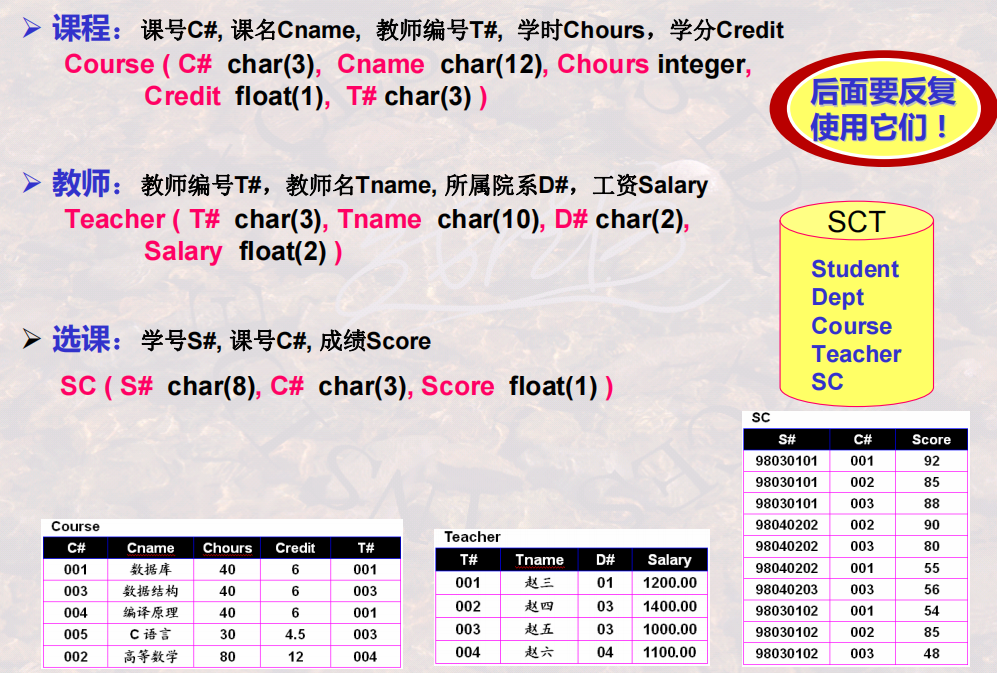 课程：课号C#, 课名Cname, 教师编号T#, 学时Chours，学分Credit
Course ( C# char(3), Cname char(12), Chours integer,
Credit float(1), T# char(3) )
后面要反复
使用它们！
教师：教师编号T#，教师名Tname, 所属院系D#，工资Salary
Teacher ( T# char(3), Tname char(10), D# char(2),
Salary float(2) )
SCT
Student
Dept
Course
Teacher
SC
选课：学号S#, 课号C#, 成绩Score
SC ( S# char(8), C# char(3), Score float(1) )
Course
C# Cname Chours Credit T#
001 数据库 40 6 001
003 数据结构 40 6 003
004 编译原理 40 6 001
005 C 语言 30 4.5 003
002 高等数学 80 12 004
Teacher
T# Tname D# Salary
001 赵三 01 1200.00
002 赵四 03 1400.00
003 赵五 03 1000.00
004 赵六 04 1100.00
SC
S# C# Score
98030101 001 92
98030101 002 85
98030101 003 88
98040202 002 90
98040202 003 80
98040202 001 55
98040203 003 56
98030102 001 54
98030102 002 85
98030102 003 48